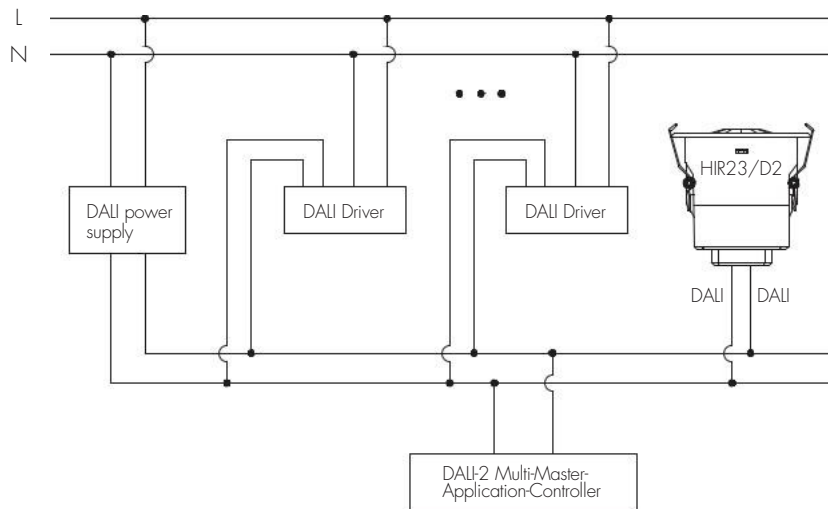 L
N
HIR23/D2
DALI power
supply
DALI Driver
DALI Driver
DALI
DALI
DALI-2 Multi-Master-
Application-Controller